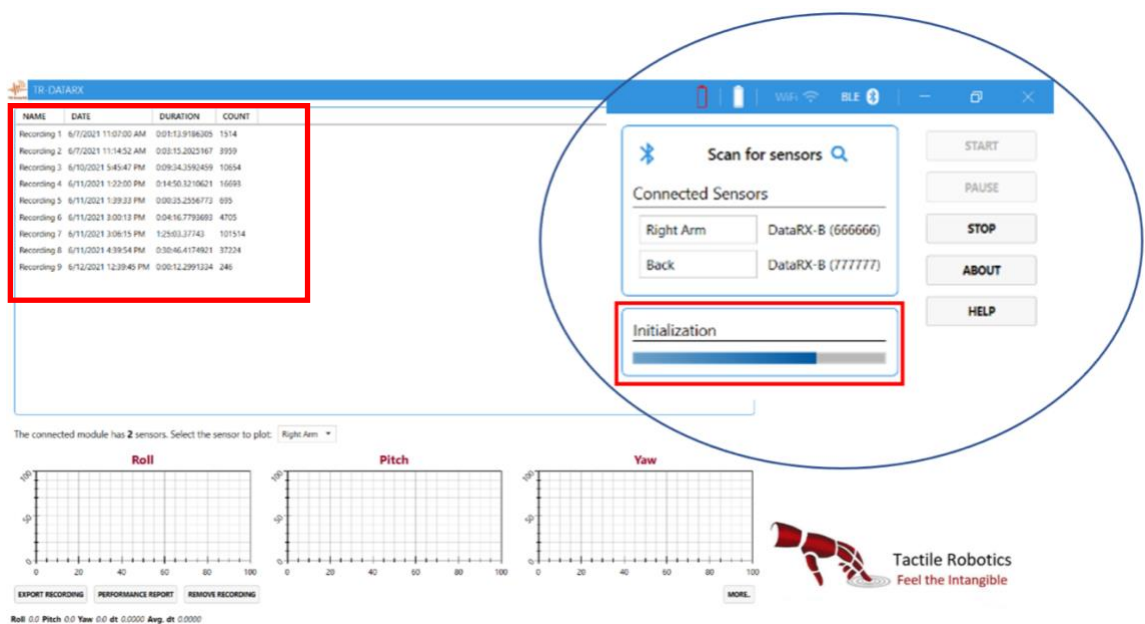 TR-DATARX
WiFi BLE
NAME DATE DURATION COUNT
Recording 1 6/7/2021 11:07:00 AM 0:01:13.9186305 1514
Recording 2 6/7/2021 11:14:52 AM 0:03:15.2025167 3959
Recording 3 6/10/2021 5:45:47 PM 0:09:34.3592459 10654
Recording 4 6/11/2021 1:22:00 PM 0:14:50.3210621 16693
Recording 5 6/11/2021 1:39:33 PM 0:00:35.2556773 695
Recording 6 6/11/2021 3:00:13 PM 0:04:16.7793693 4705
Recording 7 6/11/2021 3:06:15 PM 1:25:03.37743 101514
Recording 8 6/11/2021 4:39:54 PM 0:30:46.4174921 37224
Recording 9 6/12/2021 12:39:45 PM 0:00:12.2991334 246
Scan for sensors
Connected Sensors
Right Arm DataRX-B (666666)
Back DataRX-B (777777)
Initialization
START
PAUSE
STOP
ABOUT
HELP
The connected module has 2 sensors. Select the sensor to plot: Right Arm
Roll
100
50
0
0 20 40 60 80 100
Pitch
100
50
0
0 20 40 60 80 100
Yaw
100
50
0
0 20 40 60 80 100
EXPORT RECORDING PERFORMANCE REPORT REMOVE RECORDING
MORE..
Roll 0.0 Pitch 0.0 Yaw 0.0 dt 0.0000 Avg. dt 0.0000
Tactile Robotics
Feel the Intangible